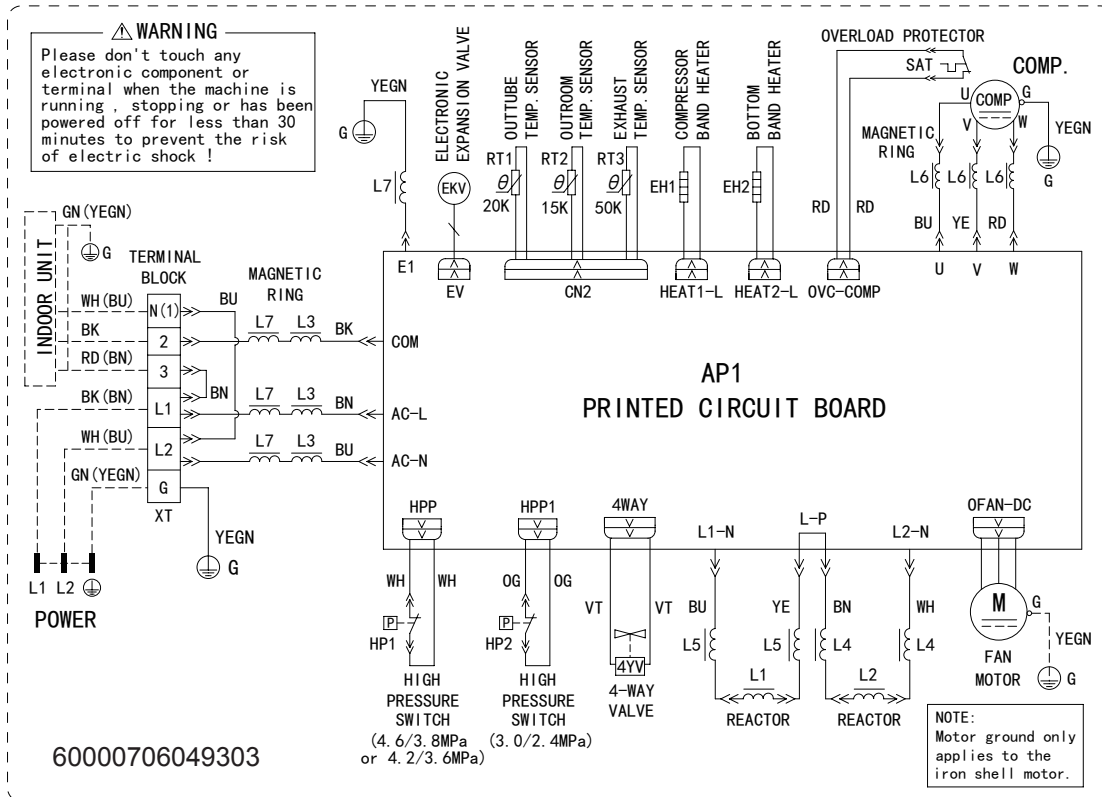 WARNING
Please don't touch any
electronic component or
terminal when the machine is
running , stopping or has been
powered off for less than 30
minutes to prevent the risk
of electric shock !
YEGN
G
L7
E1
ELECTRONIC
EXPANSION VALVE
EKV
EV
OUTTUBE
TEMP. SENSOR
OUTROOM
TEMP. SENSOR
EXHAUST
TEMP. SENSOR
RT1
RT2
RT3
θ
θ
θ
20K
15K
50K
CN2
COMPRESSOR
BAND HEATER
EH1
HEAT1-L
BOTTOM
BAND HEATER
EH2
HEAT2-L
OVERLOAD PROTECTOR
SAT
RD
RD
OVC-COMP
COMP.
COMP
U
V
W
G
YEGN
G
MAGNETIC
RING
L6
L6
L6
BU
YE
RD
U
V
W
INDOOR UNIT
GN(YEGN)
G
TERMINAL
BLOCK
MAGNETIC
RING
WH(BU)
N(1)
BU
BK
2
L7
L3
BK
COM
RD(BN)
3
BN
BK(BN)
L1
L7
L3
BN
AC-L
WH(BU)
L2
L7
L3
BU
AC-N
GN(YEGN)
G
XT
YEGN
G
L1
L2
POWER
AP1
PRINTED CIRCUIT BOARD
HPP
WH
WH
P
HP1
HIGH
PRESSURE
SWITCH
(4.6/3.8MPa
or 4.2/3.6MPa)
HPP1
OG
OG
P
HP2
HIGH
PRESSURE
SWITCH
(3.0/2.4MPa)
4WAY
VT
VT
4YV
4-WAY
VALVE
L1-N
L-P
L2-N
BU
YE
BN
WH
L5
L5
L4
L4
L1
L2
REACTOR
REACTOR
OFAN-DC
M
G
YEGN
G
FAN
MOTOR
NOTE:
Motor ground only
applies to the
iron shell motor.
60000706049303